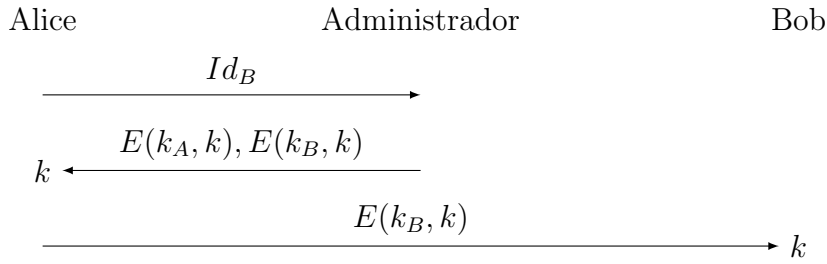 Alice Administrador Bob
Id_B
E(k_A, k), E(k_B, k)
k
E(k_B, k)
k